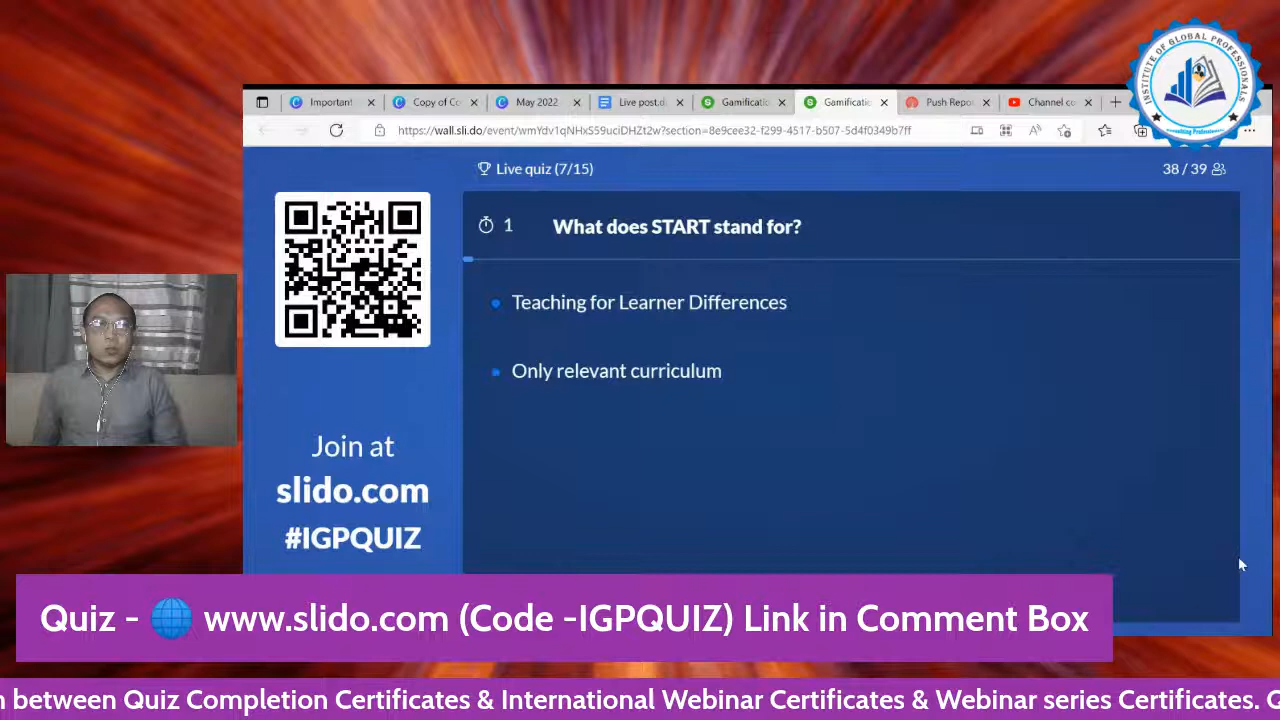 Important
Copy of Co
May 2022
Live post.d
Gamificatic
Gamificatic
Push Repo
Channel co
INSTITUTE OF GLOBAL PROFESSIONALS
https://wall.sli.do/event/wmYdv1qNHxS59uciDHZt2w?section=8e9cee32-f299-4517-b507-5d4f0349b7ff
Live quiz (7/15)
38 / 39
1
What does START stand for?
Teaching for Learner Differences
Only relevant curriculum
Join at
slido.com
#IGPQUIZ
Quiz - 🌐 www.slido.com (Code -IGPQUIZ) Link in Comment Box
n between Quiz Completion Certificates & International Webinar Certificates & Webinar series Certificates. G